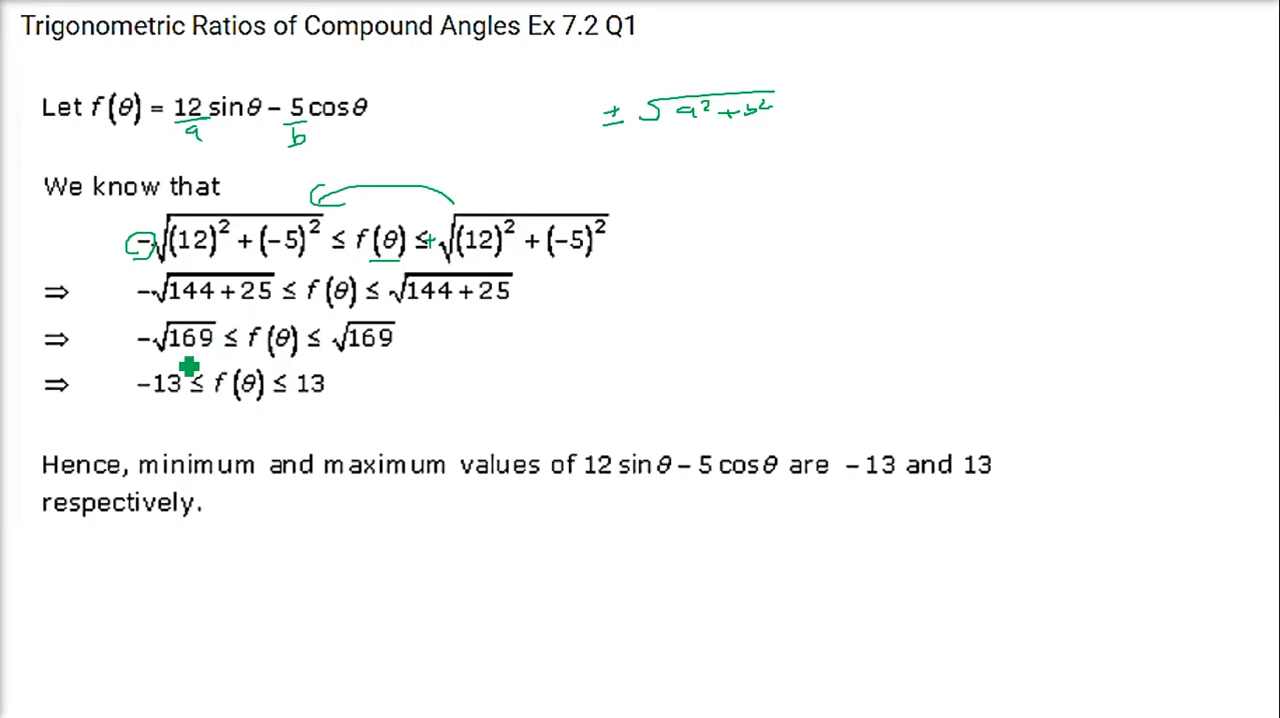 Trigonometric Ratios of Compound Angles Ex 7.2 Q1
Let f(θ) = 12 sinθ − 5 cosθ
± √a² + b²
a b
We know that
−√(12)² + (−5)² ≤ f(θ) ≤ +√(12)² + (−5)²
⇒ −√144 + 25 ≤ f(θ) ≤ √144 + 25
⇒ −√169 ≤ f(θ) ≤ √169
⇒ −13 ≤ f(θ) ≤ 13
Hence, minimum and maximum values of 12 sinθ − 5 cosθ are −13 and 13
respectively.